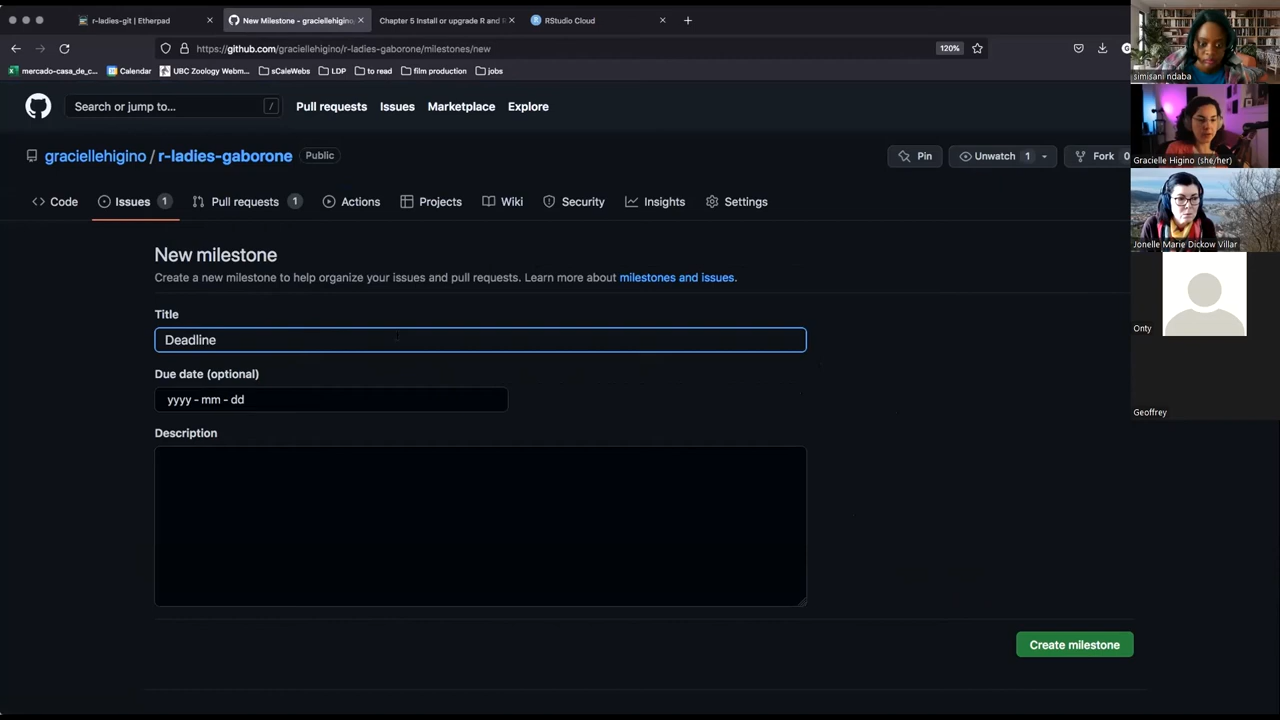 r-ladies-git | Etherpad
New Milestone - graciellehigino/
Chapter 5 Install or upgrade R and R
RStudio Cloud
https://github.com/graciellehigino/r-ladies-gaborone/milestones/new
120%
mercado-casa_de_c...
Calendar
UBC Zoology Webm...
sCaleWebs
LDP
to read
film production
jobs
Search or jump to...
/
Pull requests
Issues
Marketplace
Explore
graciellehigino / r-ladies-gaborone
Public
Pin
Unwatch 1
Fork 0
Code
Issues 1
Pull requests 1
Actions
Projects
Wiki
Security
Insights
Settings
New milestone
Create a new milestone to help organize your issues and pull requests. Learn more about milestones and issues.
Title
Deadline
Due date (optional)
yyyy - mm - dd
Description
Create milestone
simisani ndaba
Gracielle Higino (she/her)
Jonelle Marie Dickow Villar
Onty
Geoffrey